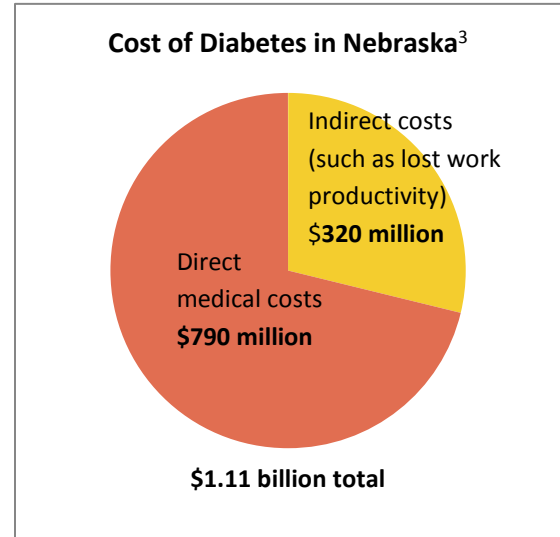 Cost of Diabetes in Nebraska³
Indirect costs
(such as lost work
productivity)
$320 million
Direct
medical costs
$790 million
$1.11 billion total